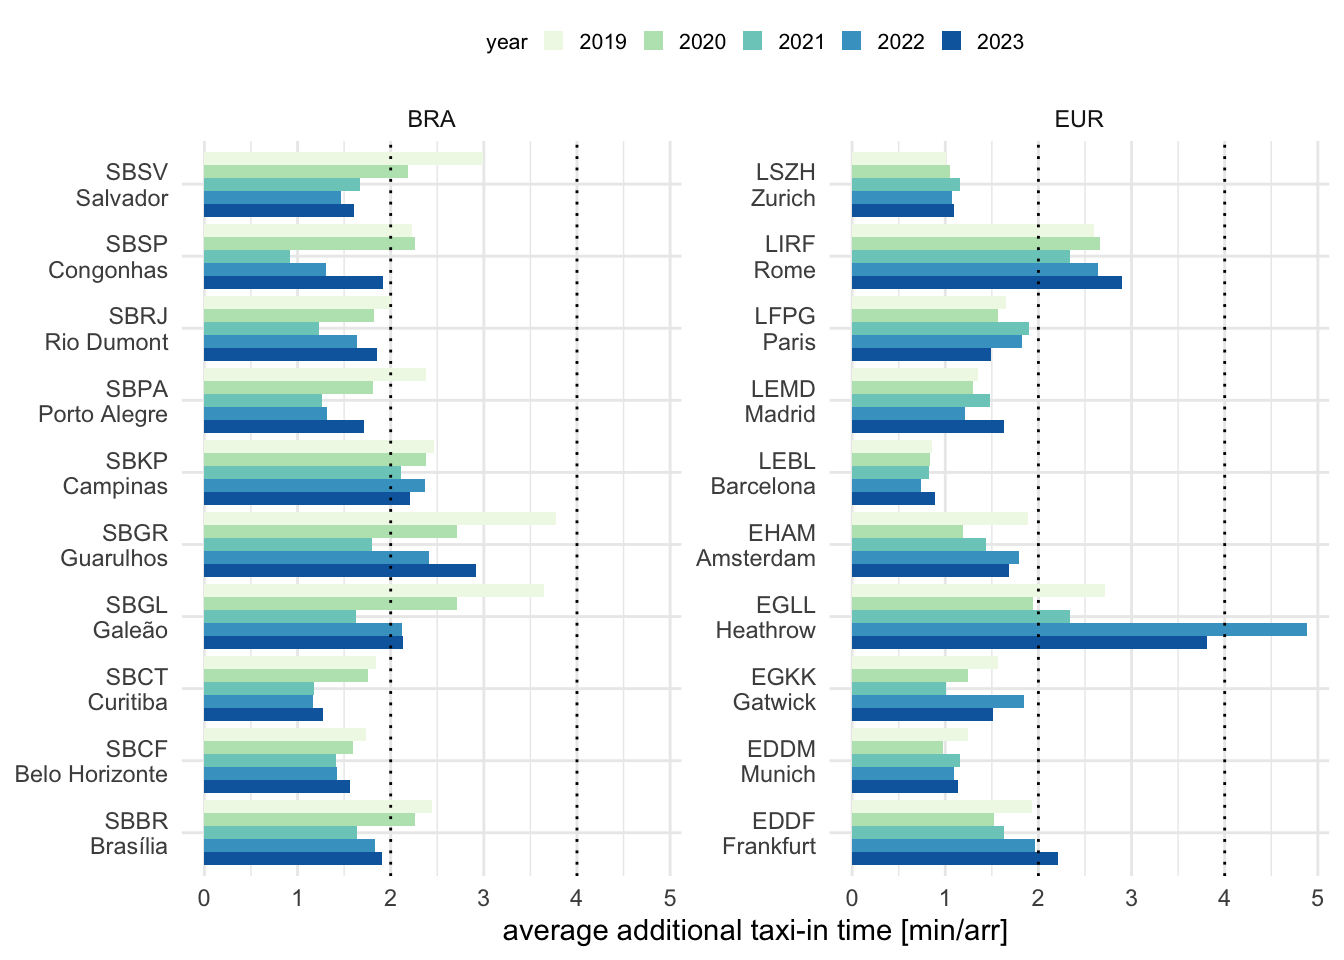 year 2019 2020 2021 2022 2023
BRA
EUR
SBSV
Salvador
SBSP
Congonhas
SBRJ
Rio Dumont
SBPA
Porto Alegre
SBKP
Campinas
SBGR
Guarulhos
SBGL
Galeão
SBCT
Curitiba
SBCF
Belo Horizonte
SBBR
Brasília
0 1 2 3 4 5
LSZH
Zurich
LIRF
Rome
LFPG
Paris
LEMD
Madrid
LEBL
Barcelona
EHAM
Amsterdam
EGLL
Heathrow
EGKK
Gatwick
EDDM
Munich
EDDF
Frankfurt
0 1 2 3 4 5
average additional taxi-in time [min/arr]